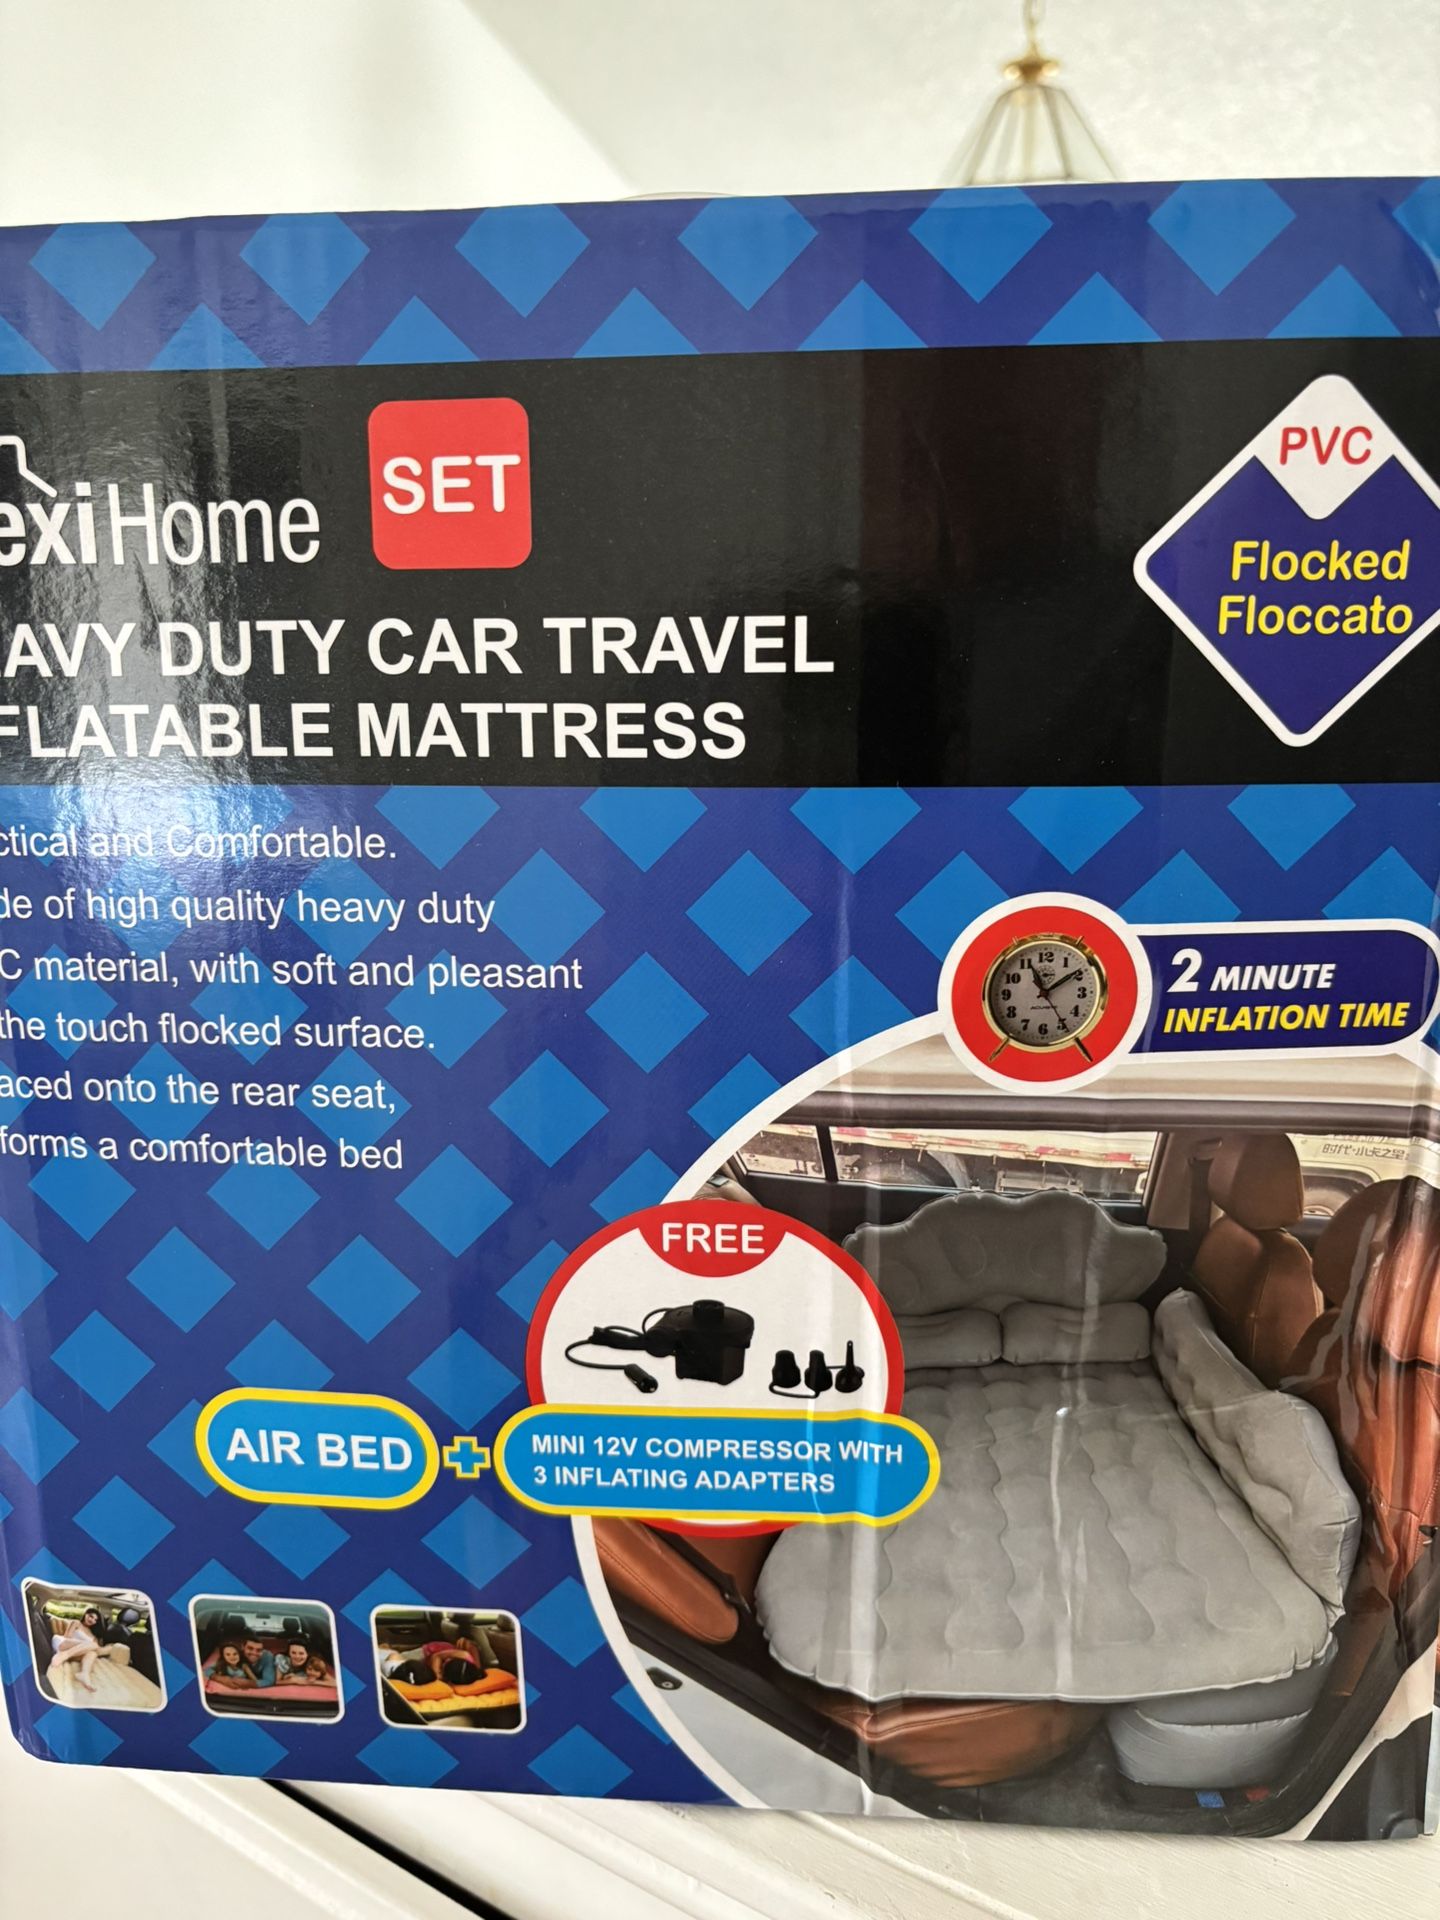 exiHome
SET
PVC
Flocked
Floccato
AVY DUTY CAR TRAVEL
FLATABLE MATTRESS
ctical and Comfortable.
de of high quality heavy duty
C material, with soft and pleasant
the touch flocked surface.
aced onto the rear seat,
forms a comfortable bed
2 MINUTE
INFLATION TIME
FREE
AIR BED
MINI 12V COMPRESSOR WITH
3 INFLATING ADAPTERS